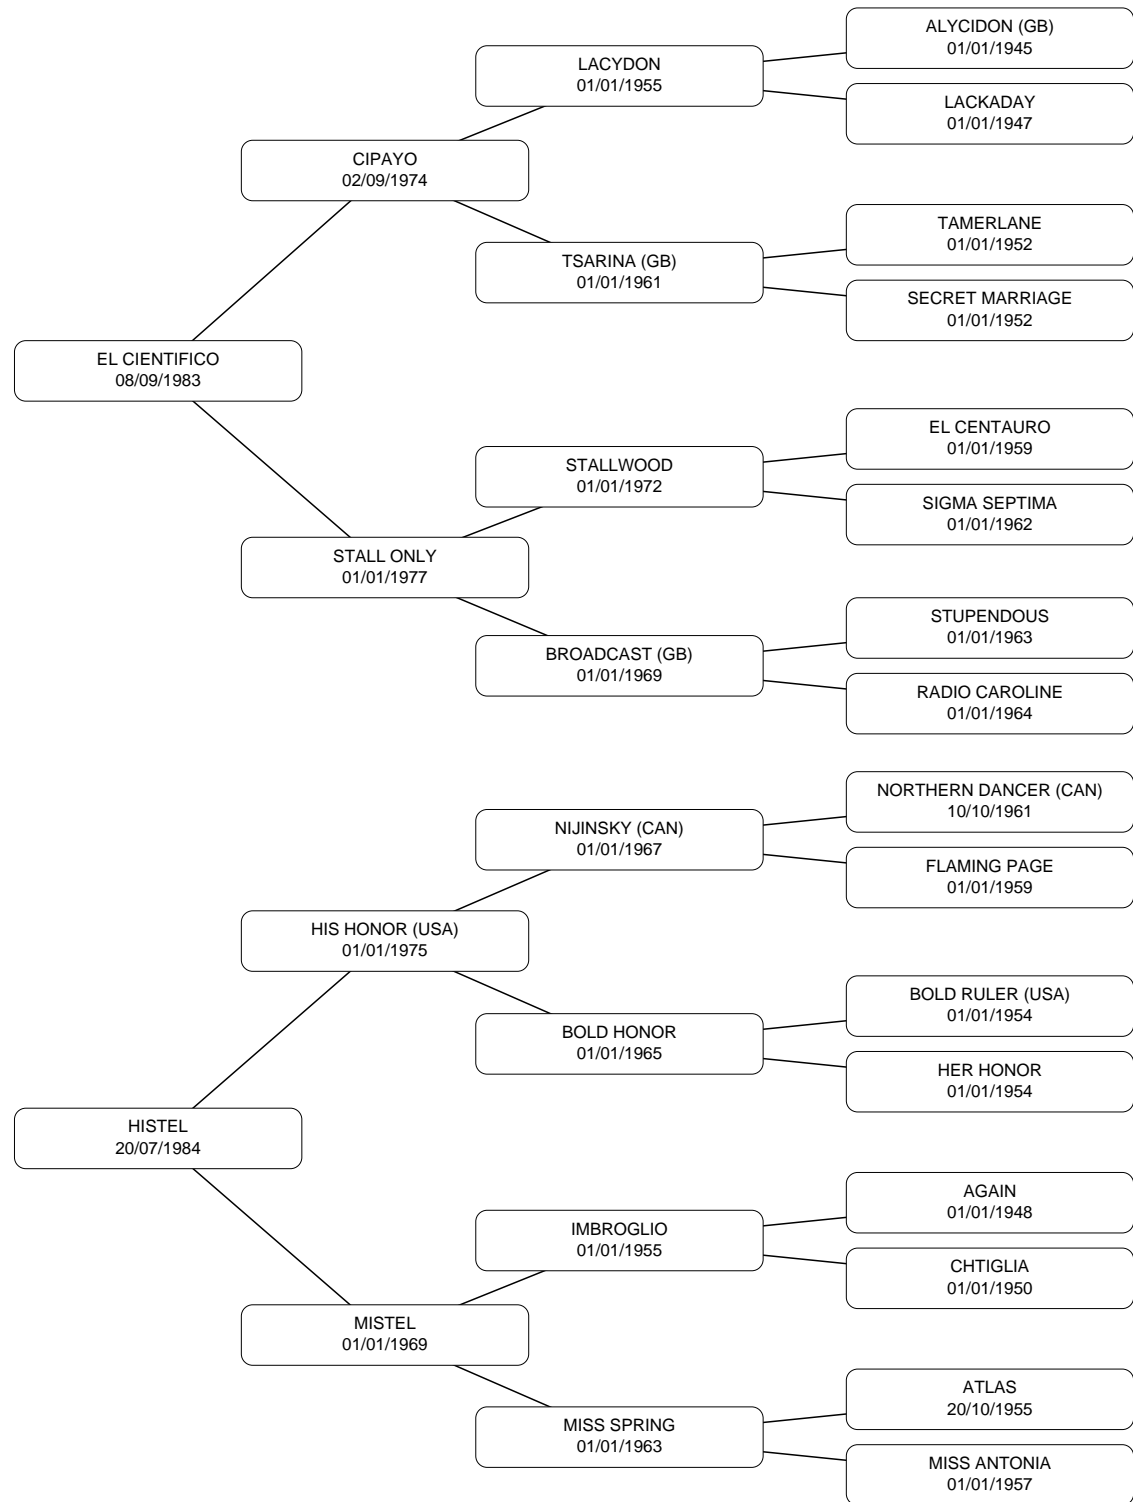 ALYCIDON (GB)
01/01/1945
LACYDON
01/01/1955
LACKADAY
01/01/1947
CIPAYO
02/09/1974
TAMERLANE
01/01/1952
TSARINA (GB)
01/01/1961
SECRET MARRIAGE
01/01/1952
EL CIENTIFICO
08/09/1983
EL CENTAURO
01/01/1959
STALLWOOD
01/01/1972
SIGMA SEPTIMA
01/01/1962
STALL ONLY
01/01/1977
STUPENDOUS
01/01/1963
BROADCAST (GB)
01/01/1969
RADIO CAROLINE
01/01/1964
NORTHERN DANCER (CAN)
10/10/1961
NIJINSKY (CAN)
01/01/1967
FLAMING PAGE
01/01/1959
HIS HONOR (USA)
01/01/1975
BOLD RULER (USA)
01/01/1954
BOLD HONOR
01/01/1965
HER HONOR
01/01/1954
HISTEL
20/07/1984
AGAIN
01/01/1948
IMBROGLIO
01/01/1955
CHTIGLIA
01/01/1950
MISTEL
01/01/1969
ATLAS
20/10/1955
MISS SPRING
01/01/1963
MISS ANTONIA
01/01/1957